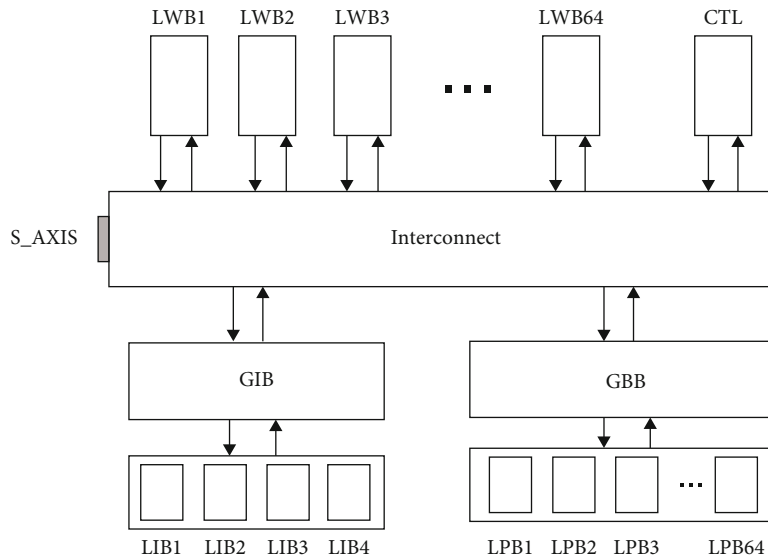 LWB1 LWB2 LWB3 LWB64 CTL
S_AXIS Interconnect
GIB GBB
LIB1 LIB2 LIB3 LIB4 LPB1 LPB2 LPB3 LPB64